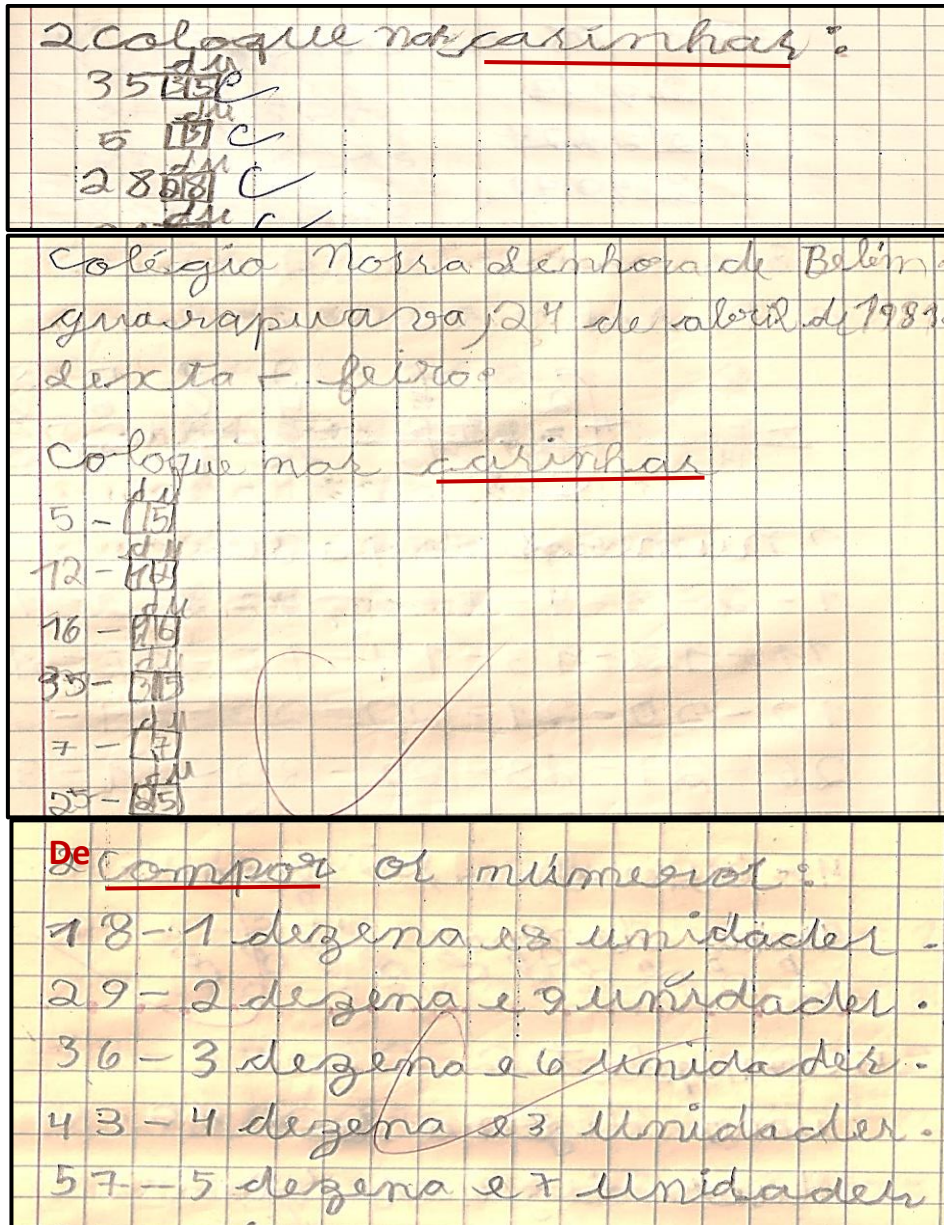 2 Coloque nas casinhas :
d u
35 35 C
d u
5 5 C
d u
28 28 C
d u
C
Colégio Nossa Senhora de Belém.
guarapuava, 24 de abril de 1981.
sexta - feira.
Coloque nas casinhas
d u
5 - 5
d u
12 - 12
d u
16 - 16
d u
35 - 35
d u
7 - 7
d u
25 - 25
De
2 Compor os números :
18 - 1 dezena e 8 unidades .
29 - 2 dezena e 9 unidades .
36 - 3 dezena e 6 unidades .
43 - 4 dezena e 3 unidades .
57 - 5 dezena e 7 unidades